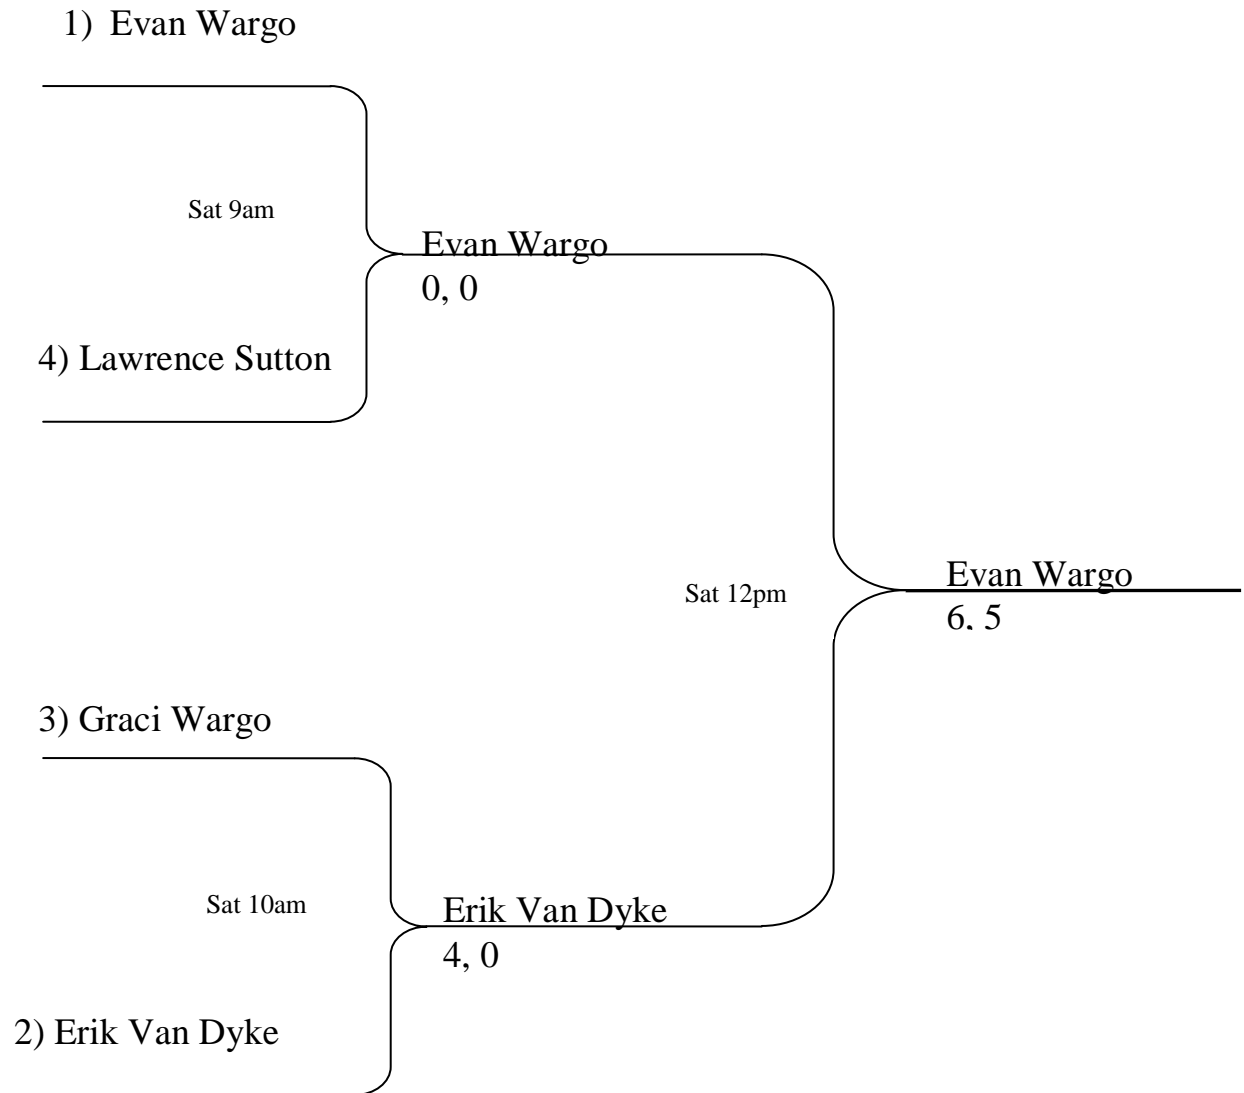 1) Evan Wargo
Sat 9am
Evan Wargo
0, 0
4) Lawrence Sutton
Sat 12pm
Evan Wargo
6, 5
3) Graci Wargo
Sat 10am
Erik Van Dyke
4, 0
2) Erik Van Dyke